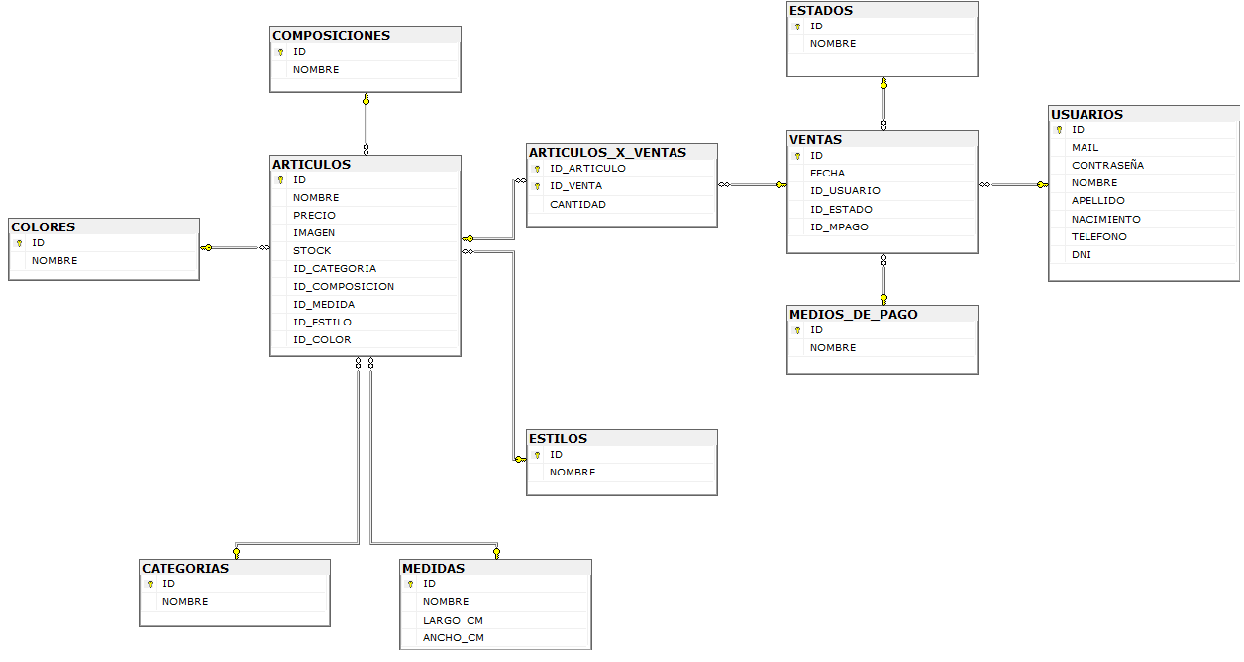 COMPOSICIONES
ID
NOMBRE
ESTADOS
ID
NOMBRE
USUARIOS
ID
MAIL
CONTRASEÑA
NOMBRE
APELLIDO
NACIMIENTO
TELEFONO
DNI
VENTAS
ID
FECHA
ID_USUARIO
ID_ESTADO
ID_MPAGO
ARTICULOS_X_VENTAS
ID_ARTICULO
ID_VENTA
CANTIDAD
ARTICULOS
ID
NOMBRE
PRECIO
IMAGEN
STOCK
ID_CATEGORIA
ID_COMPOSICION
ID_MEDIDA
ID_ESTILO
ID_COLOR
COLORES
ID
NOMBRE
MEDIOS_DE_PAGO
ID
NOMBRE
ESTILOS
ID
NOMBRE
CATEGORIAS
ID
NOMBRE
MEDIDAS
ID
NOMBRE
LARGO_CM
ANCHO_CM